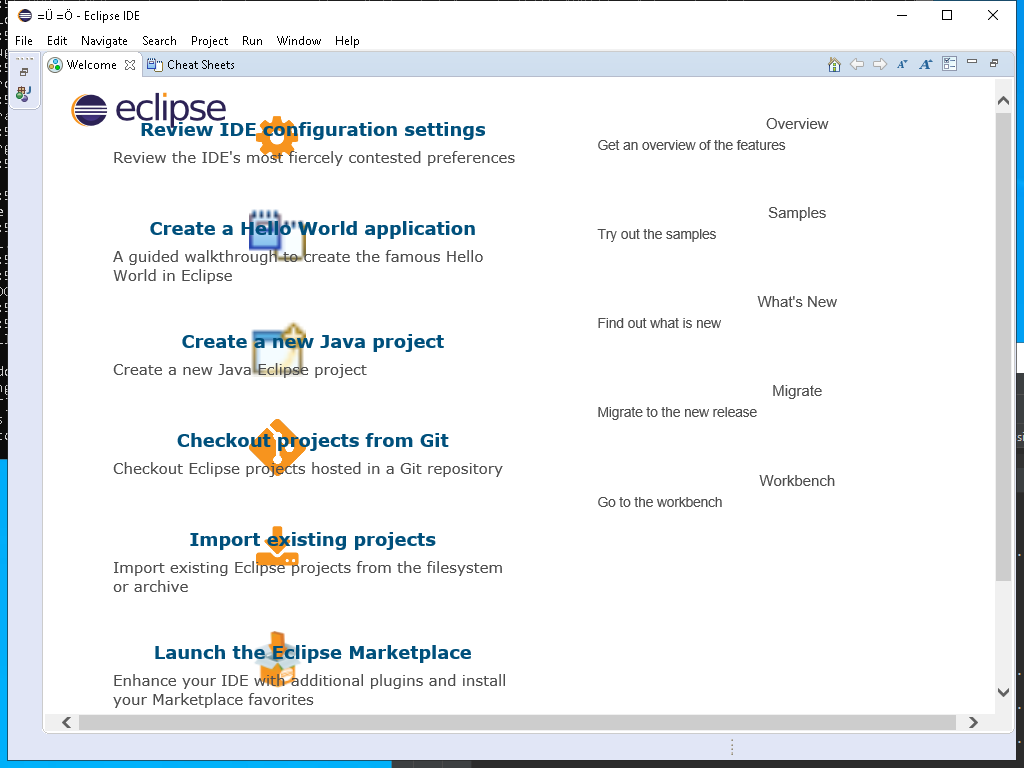 =Ü =Ö - Eclipse IDE
File Edit Navigate Search Project Run Window Help
Welcome Cheat Sheets
eclipse
Review IDE configuration settings
Review the IDE's most fiercely contested preferences
Create a Hello World application
A guided walkthrough to create the famous Hello
World in Eclipse
Create a new Java project
Create a new Java Eclipse project
Checkout projects from Git
Checkout Eclipse projects hosted in a Git repository
Import existing projects
Import existing Eclipse projects from the filesystem
or archive
Launch the Eclipse Marketplace
Enhance your IDE with additional plugins and install
your Marketplace favorites
Overview
Get an overview of the features
Samples
Try out the samples
What's New
Find out what is new
Migrate
Migrate to the new release
Workbench
Go to the workbench